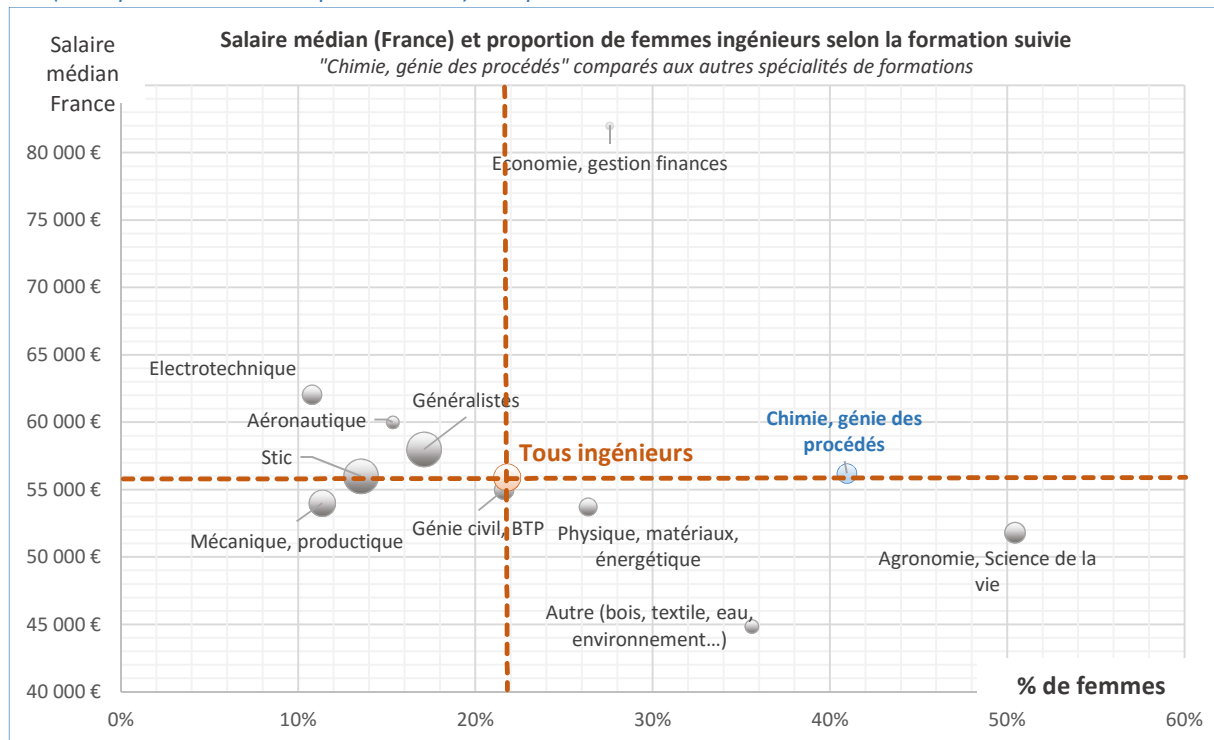 Salaire
médian
France
Salaire médian (France) et proportion de femmes ingénieurs selon la formation suivie
"Chimie, génie des procédés" comparés aux autres spécialités de formations
80 000 €
75 000 €
70 000 €
65 000 €
60 000 €
55 000 €
50 000 €
45 000 €
40 000 €
Economie, gestion finances
Electrotechnique
Aéronautique
Généralistes
Chimie, génie des
procédés
Stic
Tous ingénieurs
Mécanique, productique
Génie civil, BTP
Physique, matériaux,
énergétique
Agronomie, Science de la
vie
Autre (bois, textile, eau,
environnement…)
% de femmes
0%
10%
20%
30%
40%
50%
60%